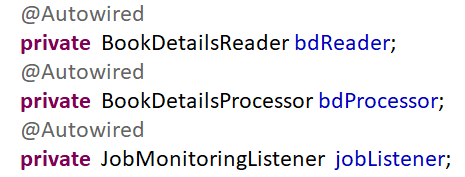 @Autowired
private BookDetailsReader bdReader;
@Autowired
private BookDetailsProcessor bdProcessor;
@Autowired
private JobMonitoringListener jobListener;